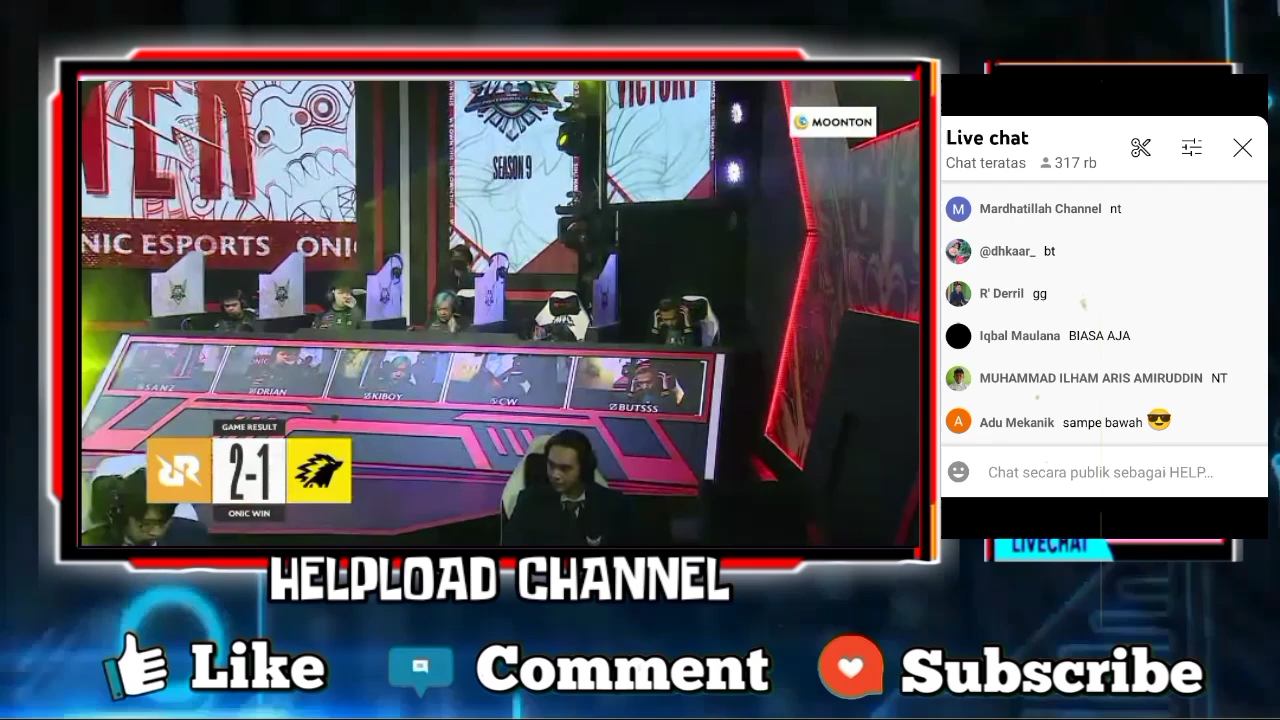 VICTORY
MOONTON
SEASON 9
NIC ESPORTS ONI
SANZ
DRIAN
KIBOY
CW
BUTSSS
GAME RESULT
2-1
ONIC WIN
Live chat
Chat teratas 317 rb
Mardhatillah Channel nt
@dhkaar_ bt
R' Derril gg
Iqbal Maulana BIASA AJA
MUHAMMAD ILHAM ARIS AMIRUDDIN NT
Adu Mekanik sampe bawah 😎
Chat secara publik sebagai HELP...
LIVECHAT
HELPLOAD CHANNEL
Like Comment Subscribe